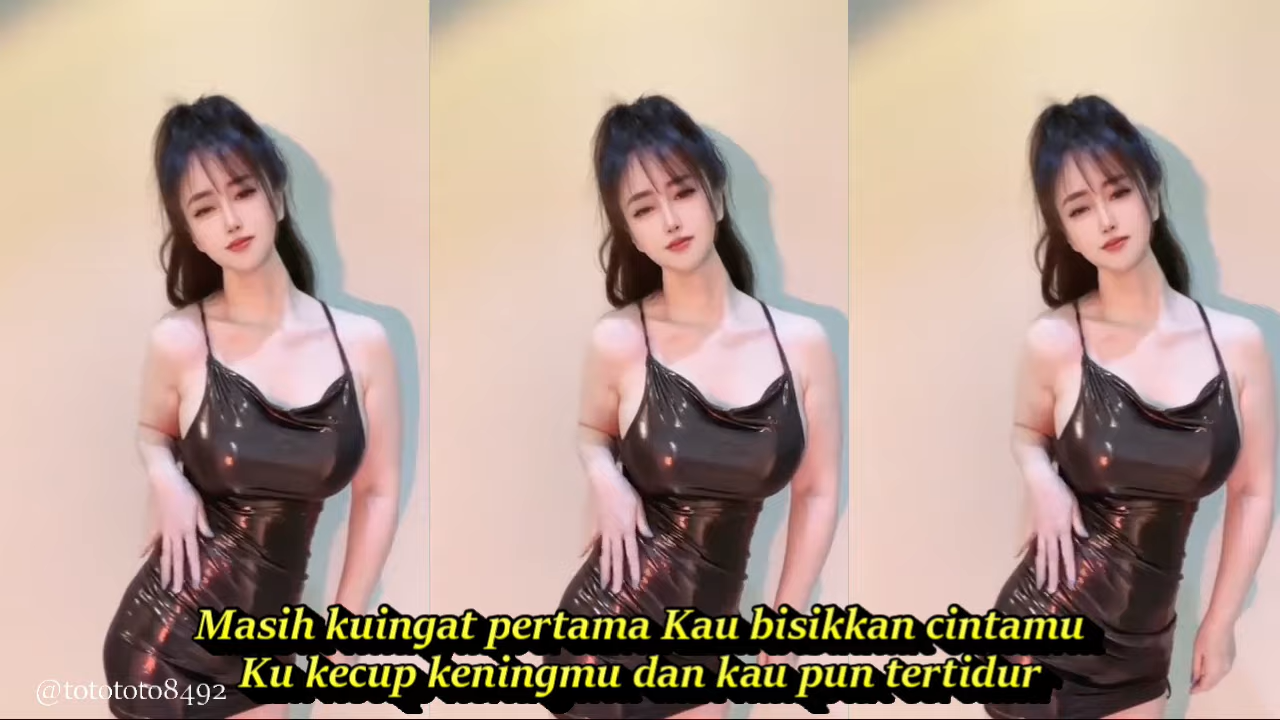 Masih kuingat pertama Kau bisikkan cintamu
Ku kecup keningmu dan kau pun tertidur
@totototo8492